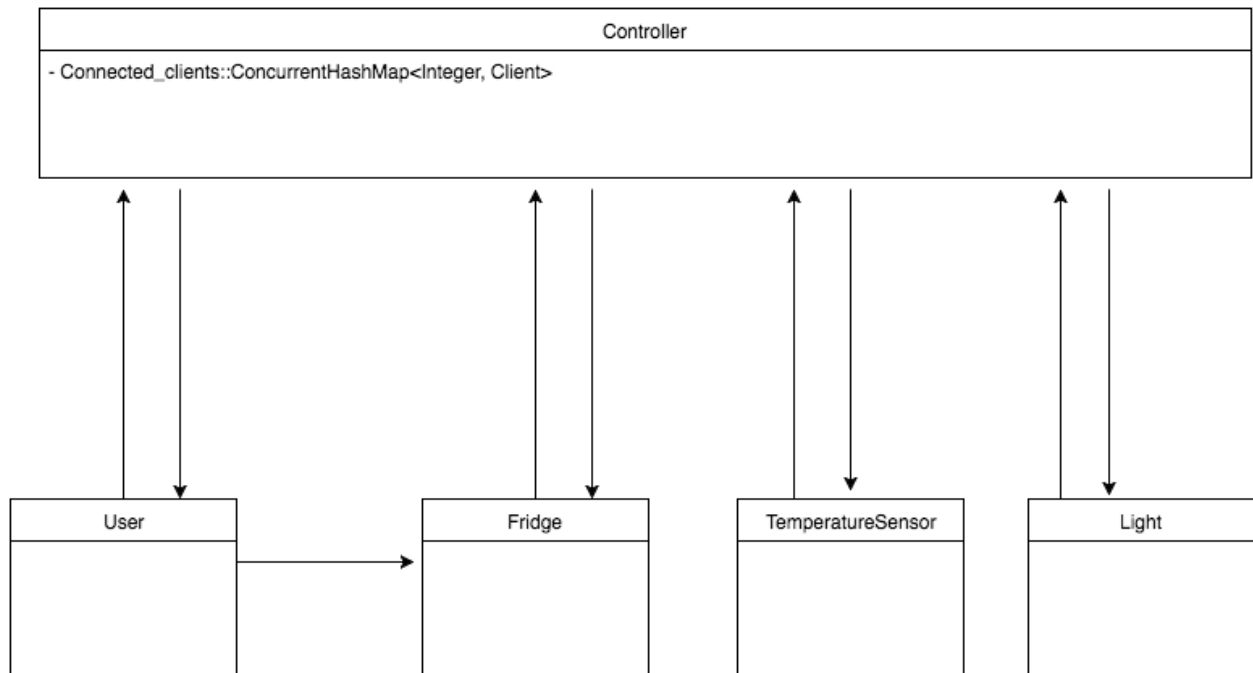 Controller
- Connected_clients::ConcurrentHashMap<Integer, Client>
User
Fridge
TemperatureSensor
Light